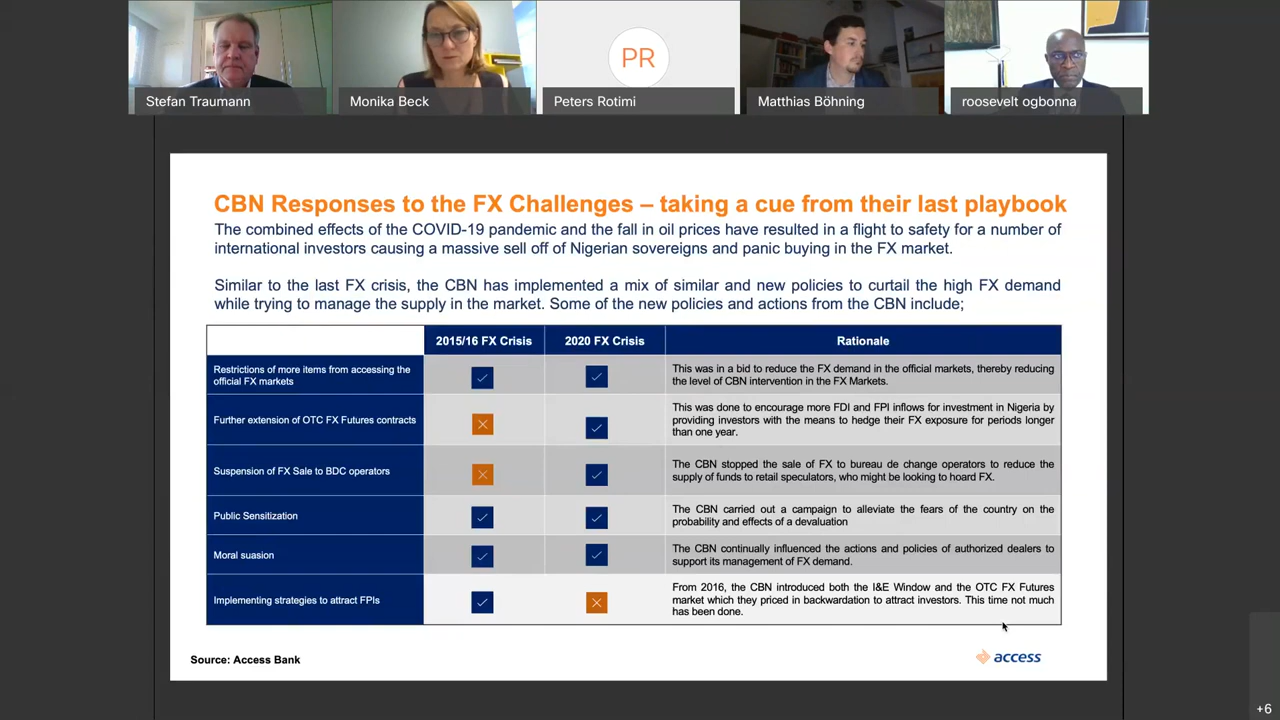 PR
Stefan Traumann
Monika Beck
Peters Rotimi
Matthias Böhning
roosevelt ogbonna
CBN Responses to the FX Challenges – taking a cue from their last playbook
The combined effects of the COVID-19 pandemic and the fall in oil prices have resulted in a flight to safety for a number of
international investors causing a massive sell off of Nigerian sovereigns and panic buying in the FX market.
Similar to the last FX crisis, the CBN has implemented a mix of similar and new policies to curtail the high FX demand
while trying to manage the supply in the market. Some of the new policies and actions from the CBN include;
2015/16 FX Crisis
2020 FX Crisis
Rationale
Restrictions of more items from accessing the
official FX markets
This was in a bid to reduce the FX demand in the official markets, thereby reducing
the level of CBN intervention in the FX Markets.
Further extension of OTC FX Futures contracts
This was done to encourage more FDI and FPI inflows for investment in Nigeria by
providing investors with the means to hedge their FX exposure for periods longer
than one year.
Suspension of FX Sale to BDC operators
The CBN stopped the sale of FX to bureau de change operators to reduce the
supply of funds to retail speculators, who might be looking to hoard FX.
Public Sensitization
The CBN carried out a campaign to alleviate the fears of the country on the
probability and effects of a devaluation
Moral suasion
The CBN continually influenced the actions and policies of authorized dealers to
support its management of FX demand.
Implementing strategies to attract FPIs
From 2016, the CBN introduced both the I&E Window and the OTC FX Futures
market which they priced in backwardation to attract investors. This time not much
has been done.
Source: Access Bank
access
+6